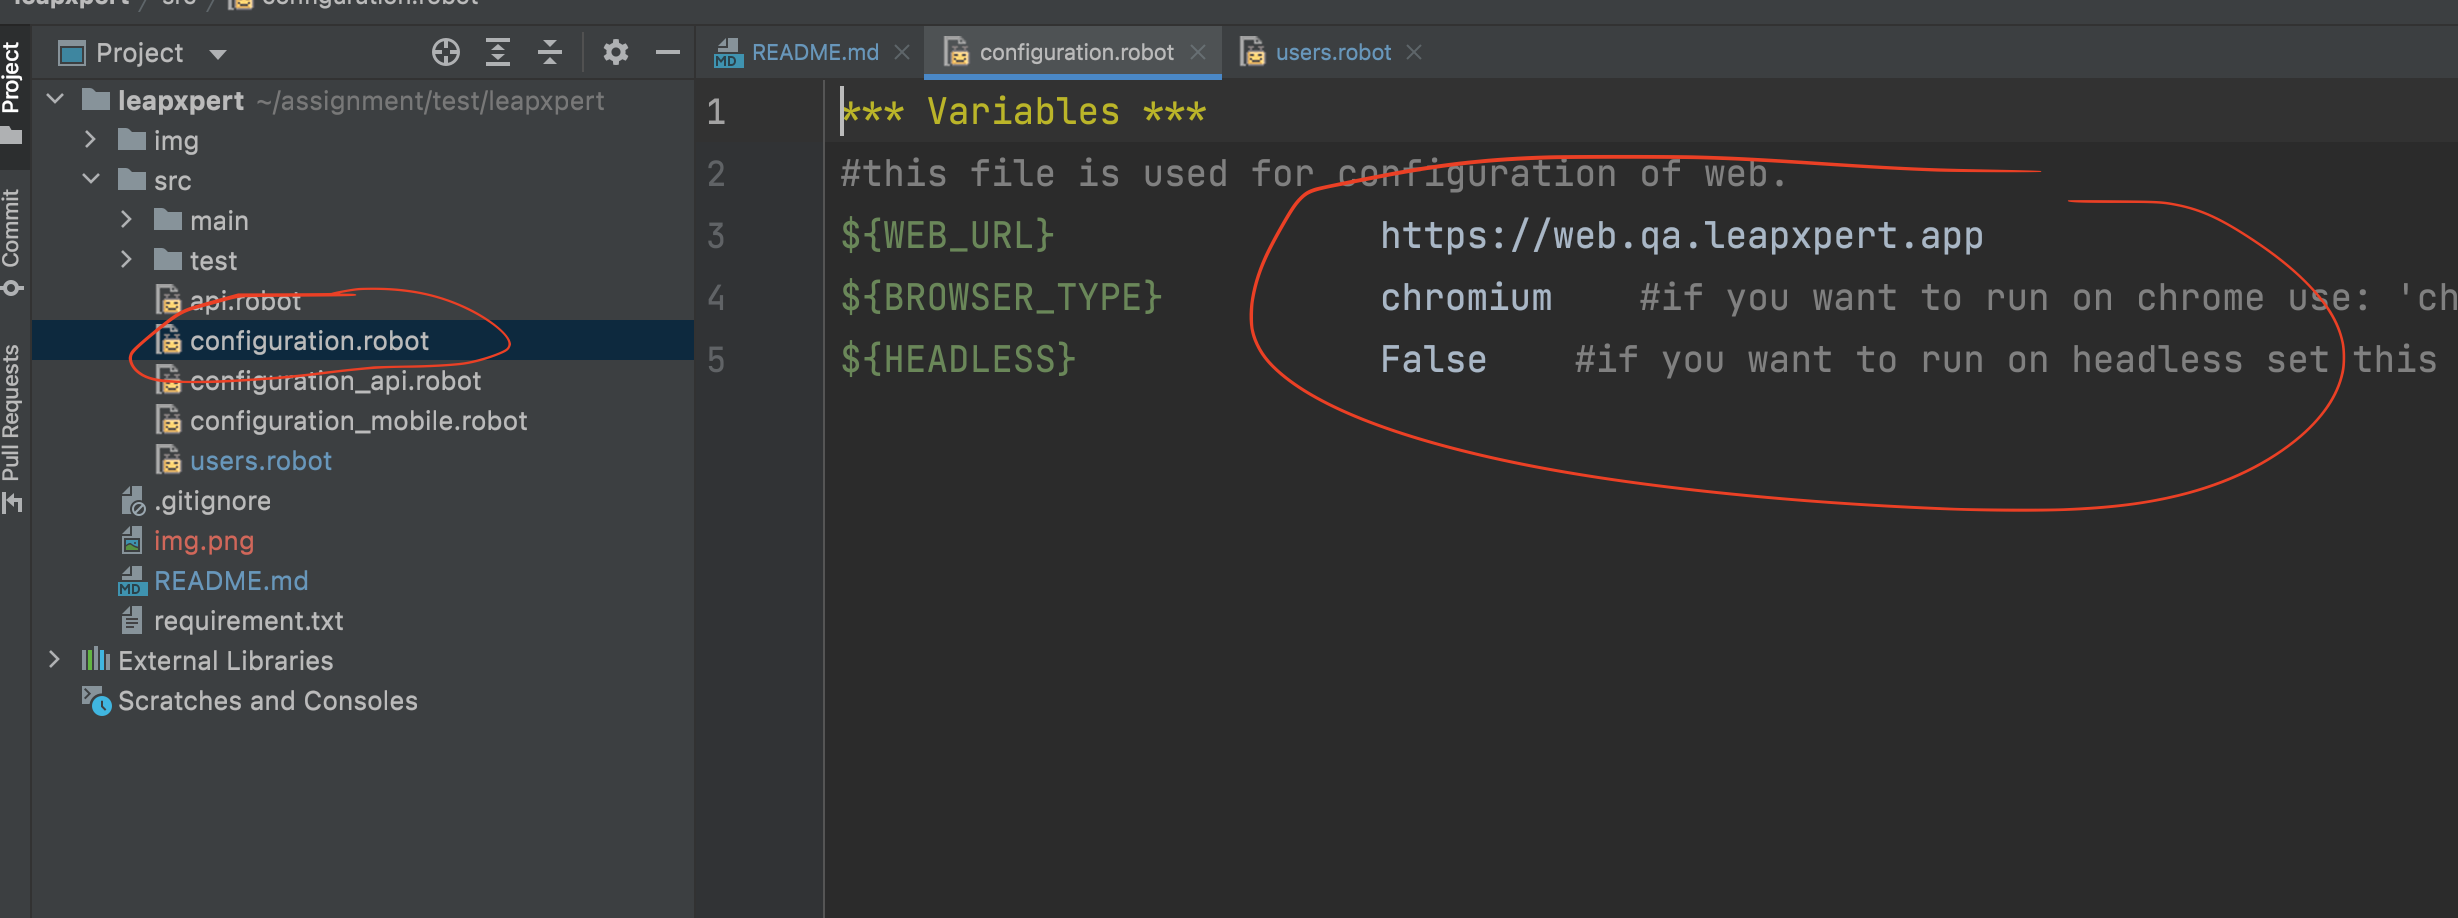 leapxpert / src / configuration.robot
Project
README.md
configuration.robot
users.robot
Project
Commit
Pull Requests
leapxpert ~/assignment/test/leapxpert
img
src
main
test
api.robot
configuration.robot
configuration_api.robot
configuration_mobile.robot
users.robot
.gitignore
img.png
MD README.md
requirement.txt
External Libraries
Scratches and Consoles
1 *** Variables ***
2 #this file is used for configuration of web.
3 ${WEB_URL} https://web.qa.leapxpert.app
4 ${BROWSER_TYPE} chromium #if you want to run on chrome use: 'ch
5 ${HEADLESS} False #if you want to run on headless set this